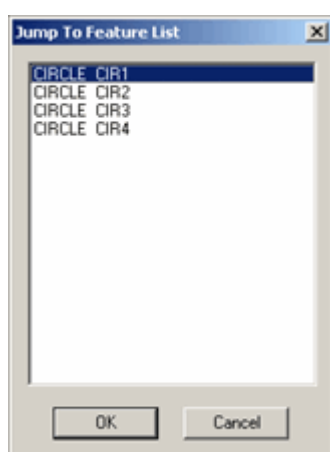 Jump To Feature List
CIRCLE CIR1
CIRCLE CIR2
CIRCLE CIR3
CIRCLE CIR4
OK
Cancel